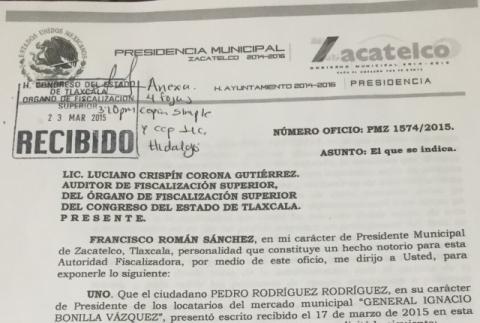 ESTADOS UNIDOS MEXICANOS
PRESIDENCIA MUNICIPAL
ZACATELCO 2014-2016
Zacatelco
GOBIERNO MUNICIPAL 2014-2016
H. AYUNTAMIENTO 2014-2016
PRESIDENCIA
H. CONGRESO DEL ESTADO
DE TLAXCALA
ORGANO DE FISCALIZACIÓN
SUPERIOR
23 MAR 2015
RECIBIDO
Anexa
4 fojas
copia simple
y ccp Lic.
Hidalgo
NÚMERO OFICIO: PMZ 1574/2015.
ASUNTO: El que se indica.
LIC. LUCIANO CRISPÍN CORONA GUTIÉRREZ.
AUDITOR DE FISCALIZACIÓN SUPERIOR,
DEL ÓRGANO DE FISCALIZACIÓN SUPERIOR
DEL CONGRESO DEL ESTADO DE TLAXCALA.
P R E S E N T E.
FRANCISCO ROMÁN SÁNCHEZ, en mi carácter de Presidente Municipal
de Zacatelco, Tlaxcala, personalidad que constituye un hecho notorio para esta
Autoridad Fiscalizadora, por medio de este oficio, me dirijo a Usted, para
exponerle lo siguiente:
UNO. Que el ciudadano PEDRO RODRÍGUEZ RODRÍGUEZ, en su carácter
de Presidente de los locatarios del mercado municipal "GENERAL IGNACIO
BONILLA VÁZQUEZ", presentó escrito recibido el 17 de marzo de 2015 en esta